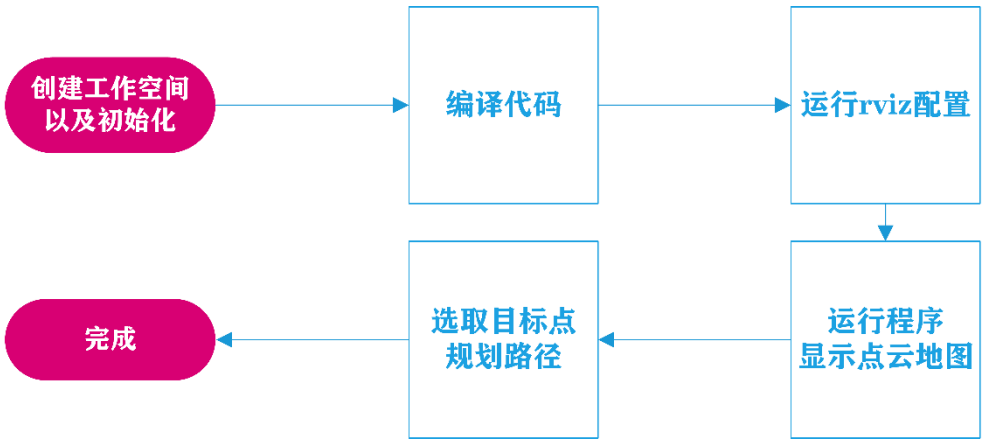 创建工作空间
以及初始化
编译代码
运行rviz配置
运行程序
显示点云地图
选取目标点
规划路径
完成